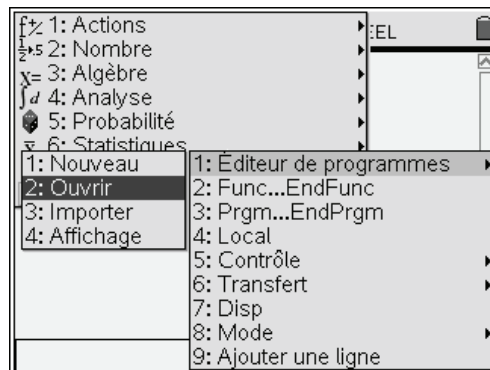 1: Actions
EEL
2: Nombre
3: Algèbre
4: Analyse
5: Probabilité
6: Statistiques
1: Nouveau
2: Ouvrir
3: Importer
4: Affichage
1: Éditeur de programmes
2: Func...EndFunc
3: Prgm...EndPrgm
4: Local
5: Contrôle
6: Transfert
7: Disp
8: Mode
9: Ajouter une ligne